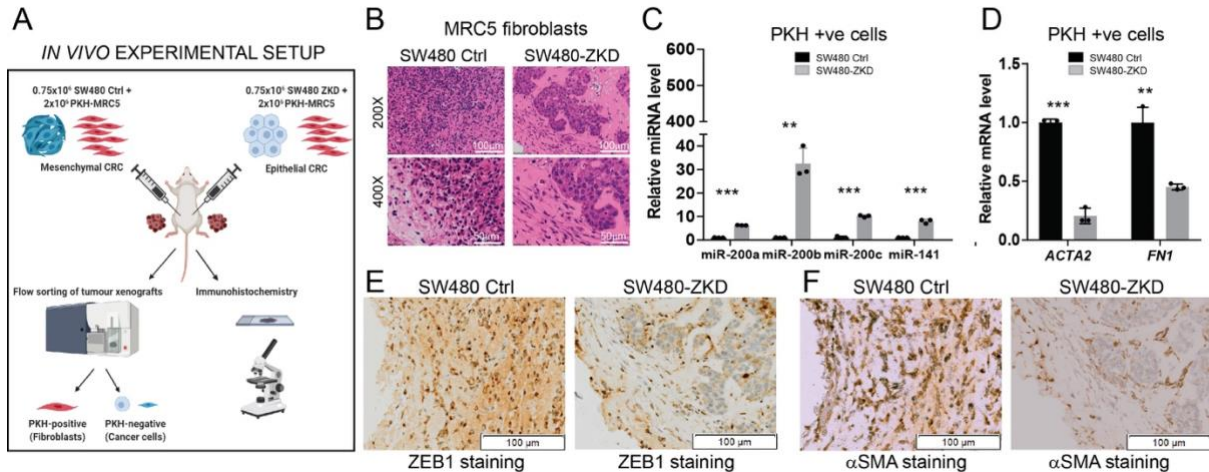 A
IN VIVO EXPERIMENTAL SETUP
0.75x10⁶ SW480 Ctrl +
2x10⁶ PKH-MRC5
0.75x10⁶ SW480 ZKD +
2x10⁶ PKH-MRC5
Mesenchymal CRC
Epithelial CRC
Flow sorting of tumour xenografts
Immunohistochemistry
PKH-positive
(Fibroblasts)
PKH-negative
(Cancer cells)
B
MRC5 fibroblasts
SW480 Ctrl
SW480-ZKD
200X
100µm
100µm
400X
50µm
50µm
C
PKH +ve cells
SW480 Ctrl
SW480-ZKD
Relative miRNA level
600
500
400
300
40
30
20
10
0
***
**
***
***
miR-200a
miR-200b
miR-200c
miR-141
D
PKH +ve cells
SW480 Ctrl
SW480-ZKD
Relative mRNA level
1.5
1.0
0.5
0.0
***
**
ACTA2
FN1
E
SW480 Ctrl
SW480-ZKD
100 µm
100 µm
ZEB1 staining
ZEB1 staining
F
SW480 Ctrl
SW480-ZKD
100 µm
100 µm
αSMA staining
αSMA staining